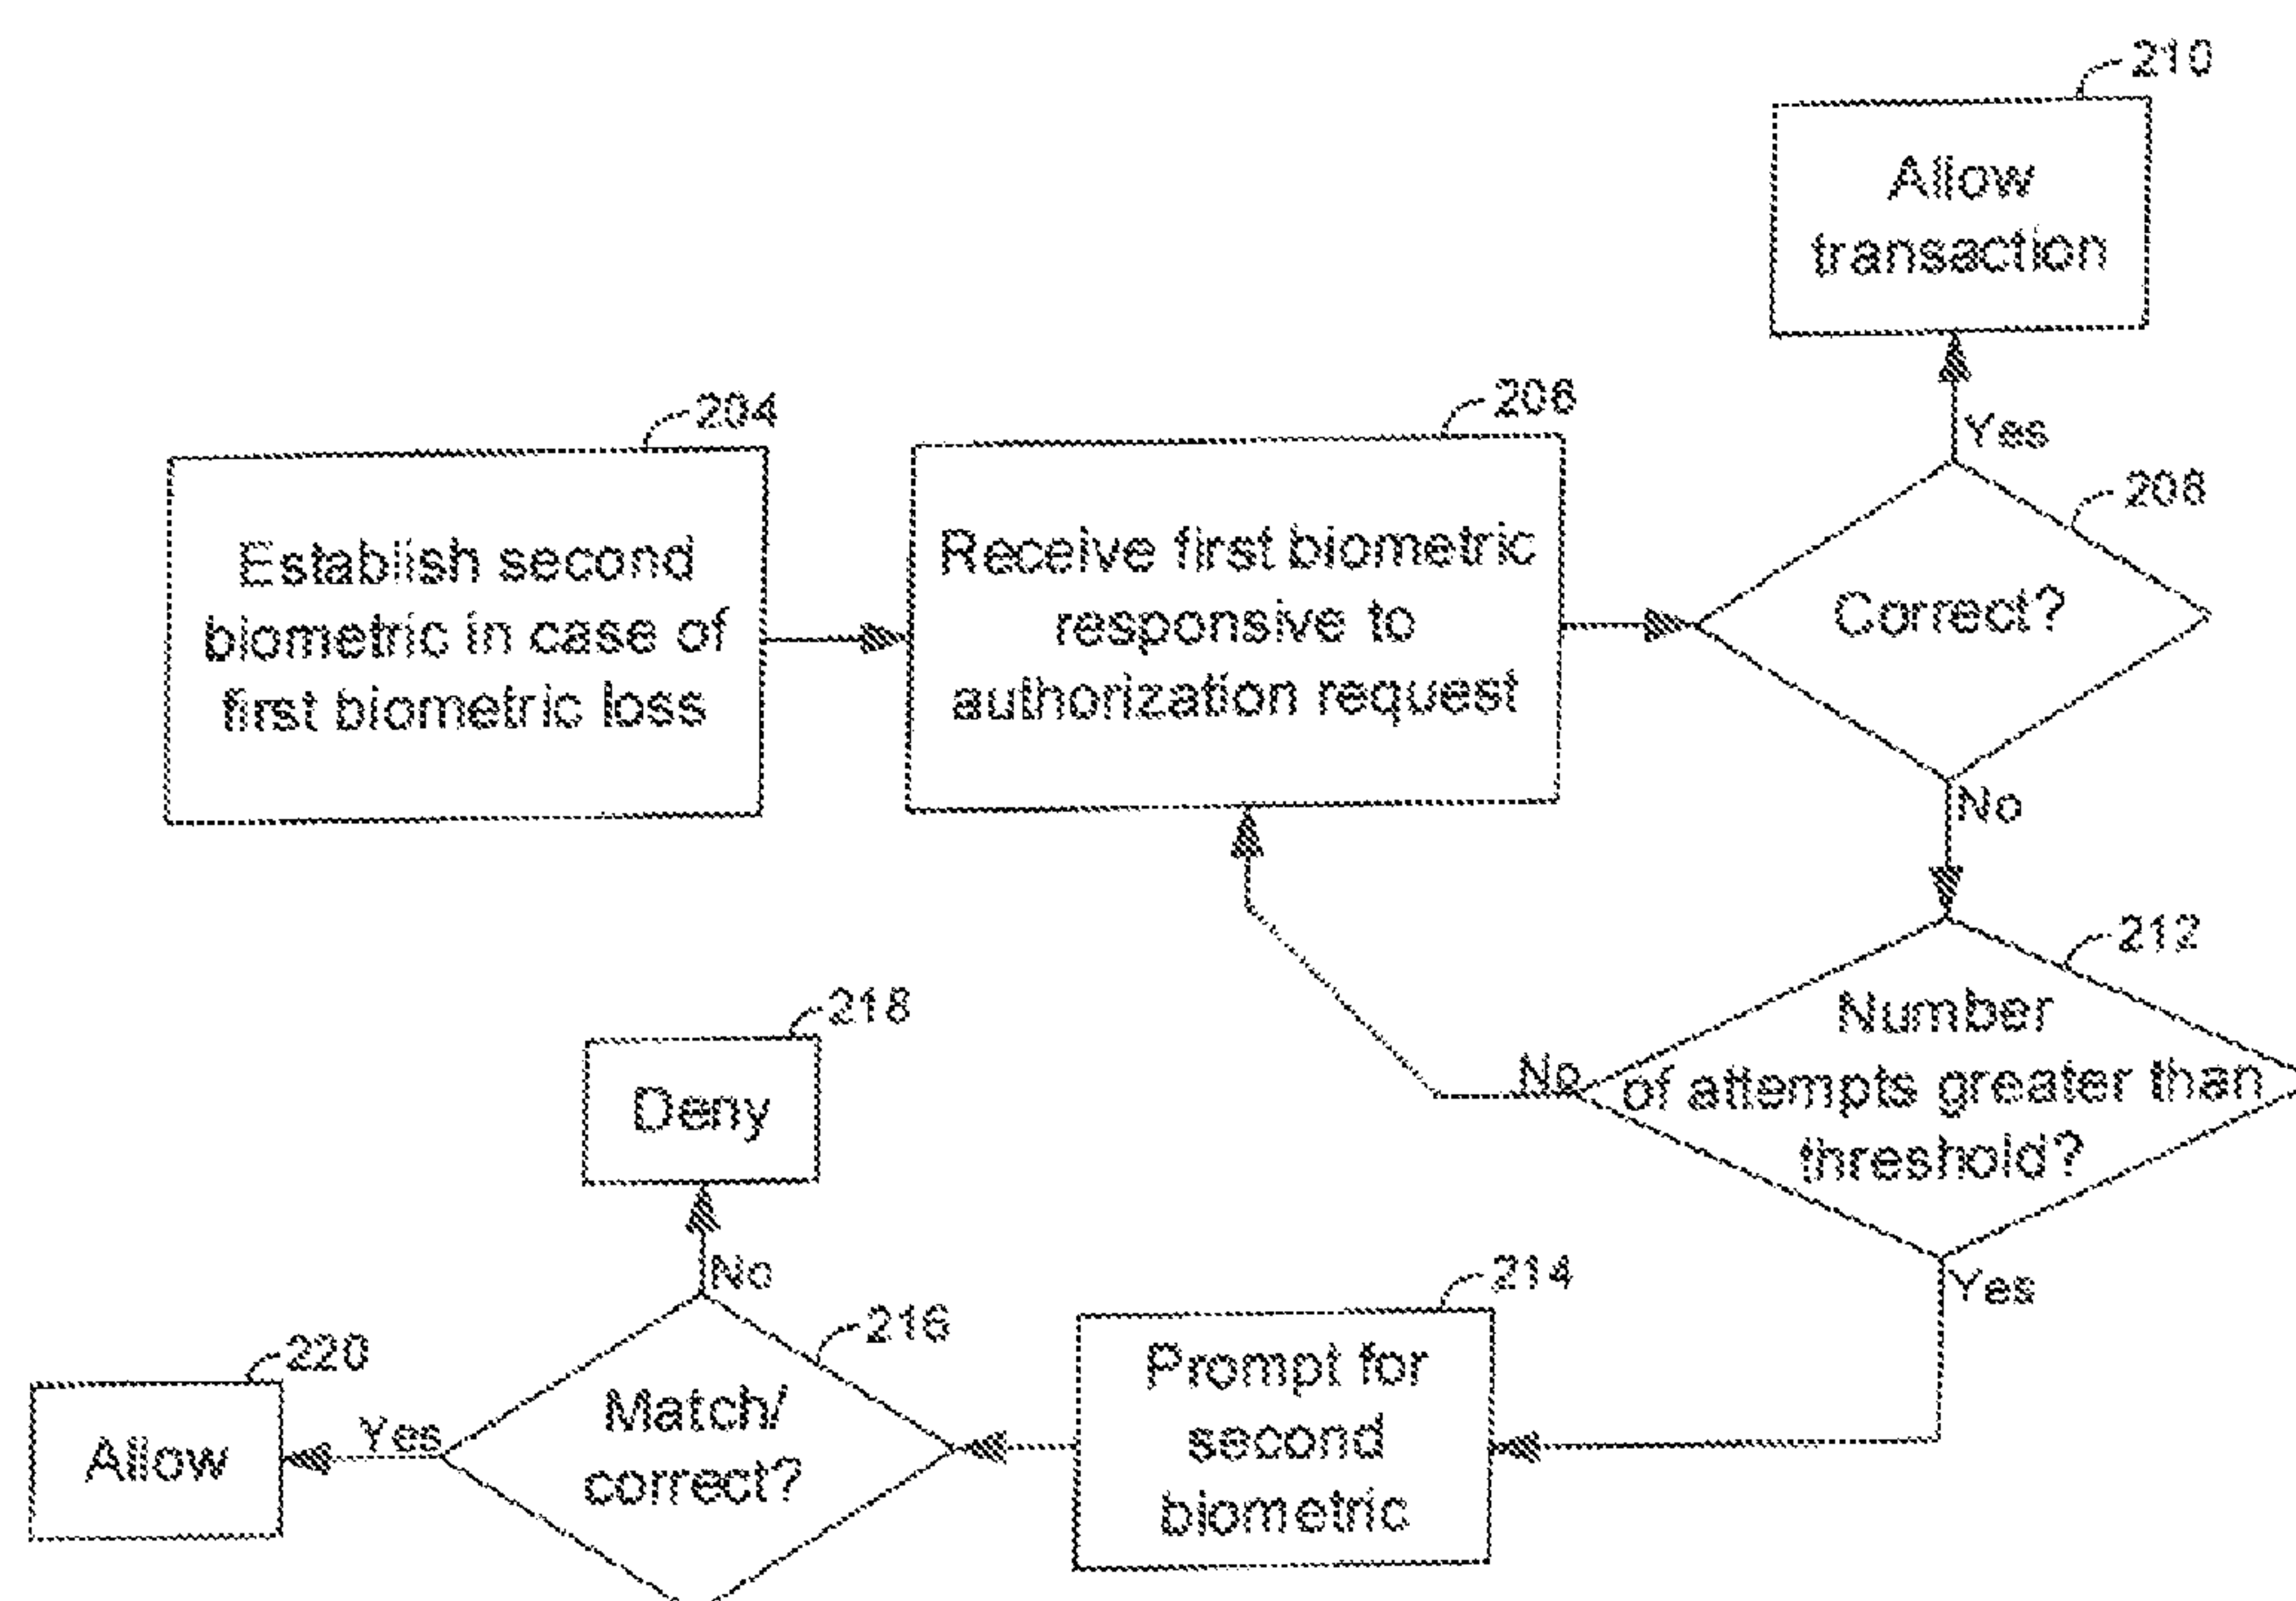 210
Allow
transaction
Yes
204
Establish second
biometric in case of
first biometric loss
206
Receive first biometric
responsive to
authorization request
208
Correct?
No
212
Number
of attempts greater than
threshold?
No
Yes
214
Prompt for
second
biometric
216
Match/
correct?
No
218
Deny
Yes
220
Allow